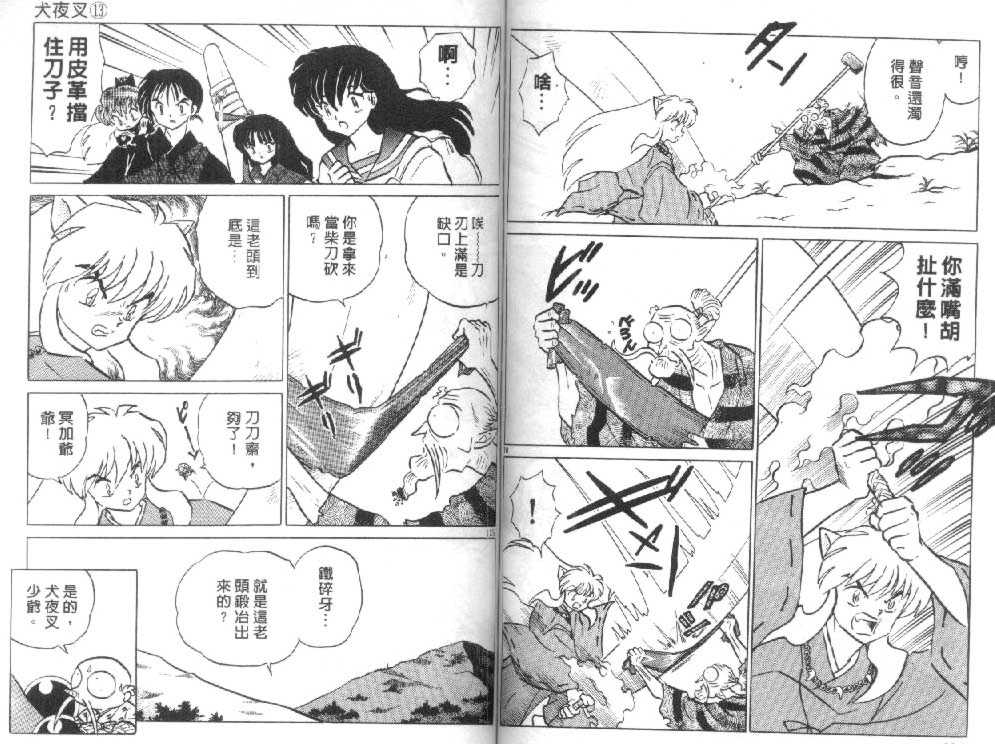 犬夜叉⑬
哼！
聲音還濁
得很。
啥…
你滿嘴胡
扯什麼！
！
啊…
用皮革擋
住刀子？
唉～～刀
刃上滿是
缺口。
你是拿來
當柴刀砍
嗎？
這老頭到
底是…
刀刀齋，
夠了！
冥加爺
爺！
鐵碎牙…
就是這老
頭鍛冶出
來的？
是的，
犬夜叉
少爺。